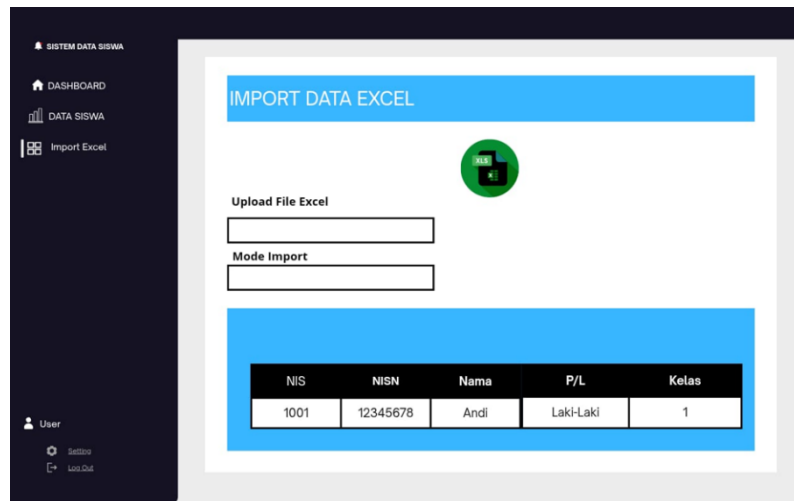 SISTEM DATA SISWA
DASHBOARD
DATA SISWA
Import Excel
User
Setting
Log Out
IMPORT DATA EXCEL
XLS
Upload File Excel
Mode Import
NIS NISN Nama P/L Kelas
1001 12345678 Andi Laki-Laki 1